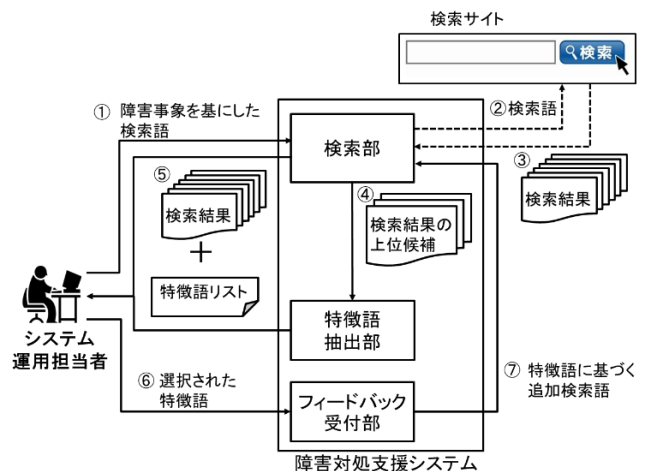 検索サイト
検索
① 障害事象を基にした
検索語
②検索語
検索部
③
検索結果
⑤
検索結果
+
特徴語リスト
④
検索結果の
上位候補
特徴語
抽出部
システム
運用担当者
⑥ 選択された
特徴語
フィードバック
受付部
⑦ 特徴語に基づく
追加検索語
障害対処支援システム